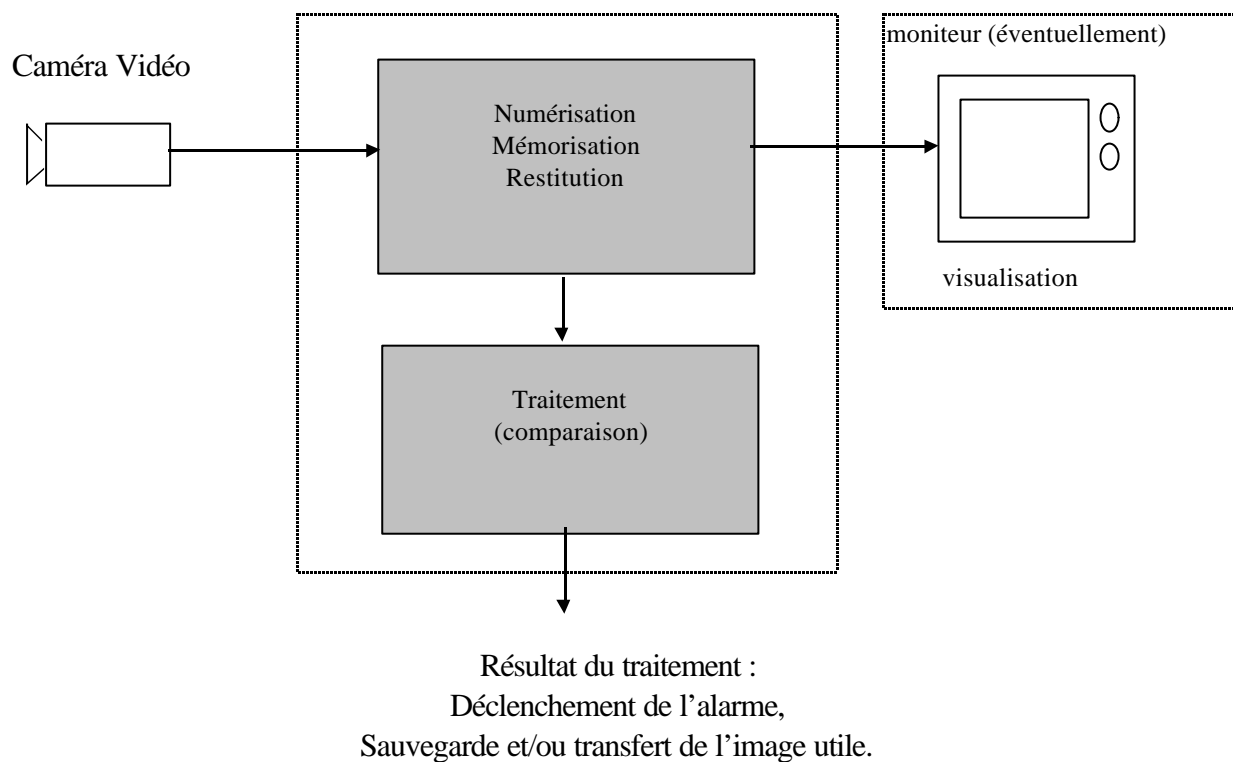 moniteur (éventuellement)
Caméra Vidéo
Numérisation
Mémorisation
Restitution
visualisation
Traitement
(comparaison)
Résultat du traitement :
Déclenchement de l’alarme,
Sauvegarde et/ou transfert de l’image utile.